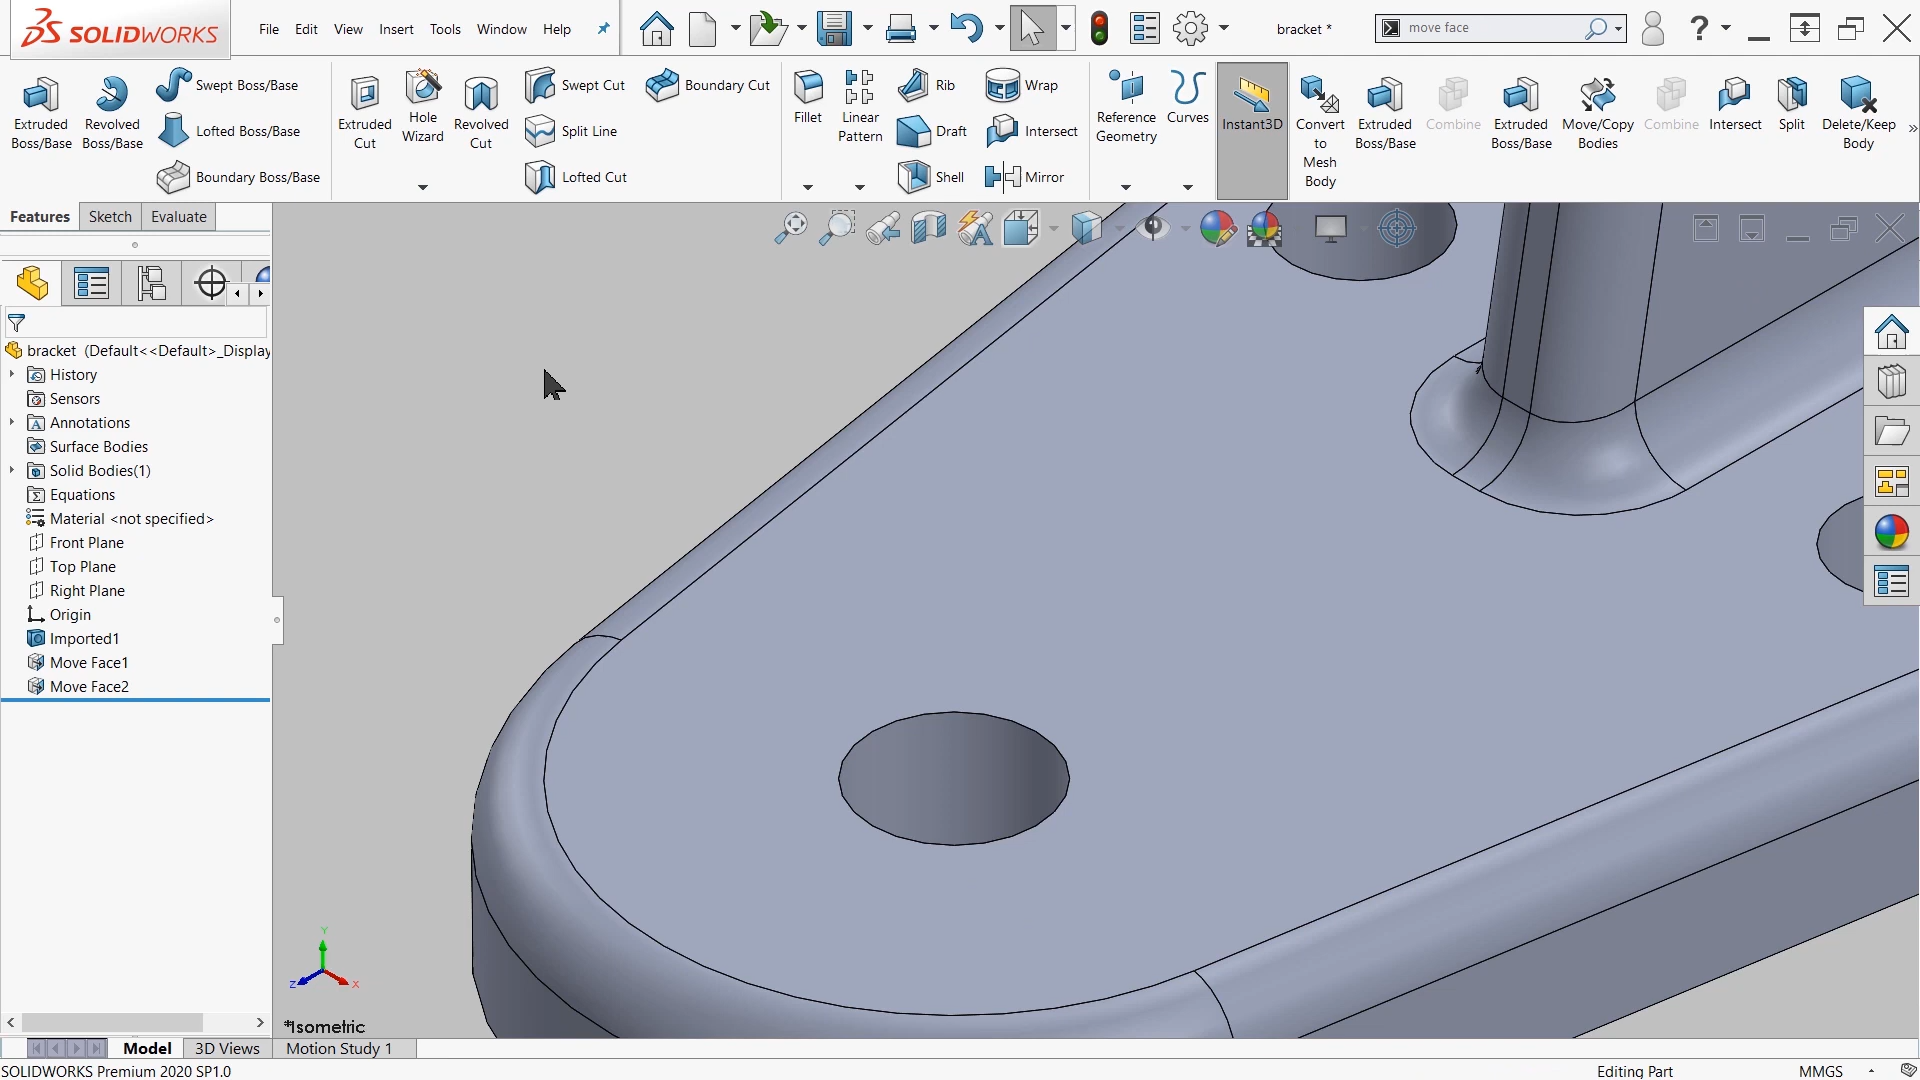 SOLIDWORKS File Edit View Insert Tools Window Help bracket * move face ?
Extruded Boss/Base
Revolved Boss/Base
Swept Boss/Base
Lofted Boss/Base
Boundary Boss/Base
Extruded Cut
Hole Wizard
Revolved Cut
Swept Cut
Split Line
Lofted Cut
Boundary Cut
Fillet
Linear Pattern
Rib
Draft
Shell
Wrap
Intersect
Mirror
Reference Geometry
Curves
Instant3D
Convert to Mesh Body
Extruded Boss/Base
Combine
Extruded Boss/Base
Move/Copy Bodies
Combine
Intersect
Split
Delete/Keep Body
Features Sketch Evaluate
bracket (Default<<Default>_Display
History
Sensors
Annotations
Surface Bodies
Solid Bodies(1)
Equations
Material <not specified>
Front Plane
Top Plane
Right Plane
Origin
Imported1
Move Face1
Move Face2
Y
Z X
*Isometric
Model 3D Views Motion Study 1
SOLIDWORKS Premium 2020 SP1.0 Editing Part MMGS